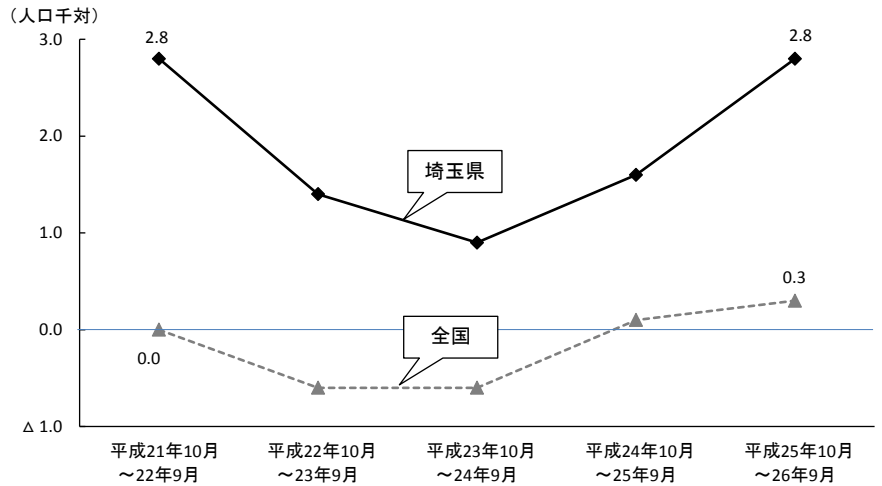 （人口千対）
3.0
2.8
2.8
2.0
埼玉県
1.0
0.3
0.0
全国
0.0
△ 1.0
平成21年10月
～22年9月
平成22年10月
～23年9月
平成23年10月
～24年9月
平成24年10月
～25年9月
平成25年10月
～26年9月